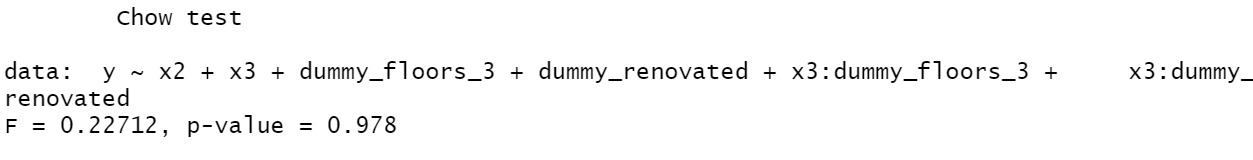 Chow test
data:  y ~ x2 + x3 + dummy_floors_3 + dummy_renovated + x3:dummy_floors_3 +     x3:dummy_
renovated
F = 0.22712, p-value = 0.978